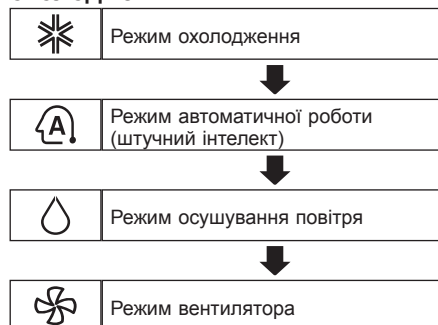 Режим охолодження
A
Режим автоматичної роботи
(штучний інтелект)
Режим осушування повітря
Режим вентилятора